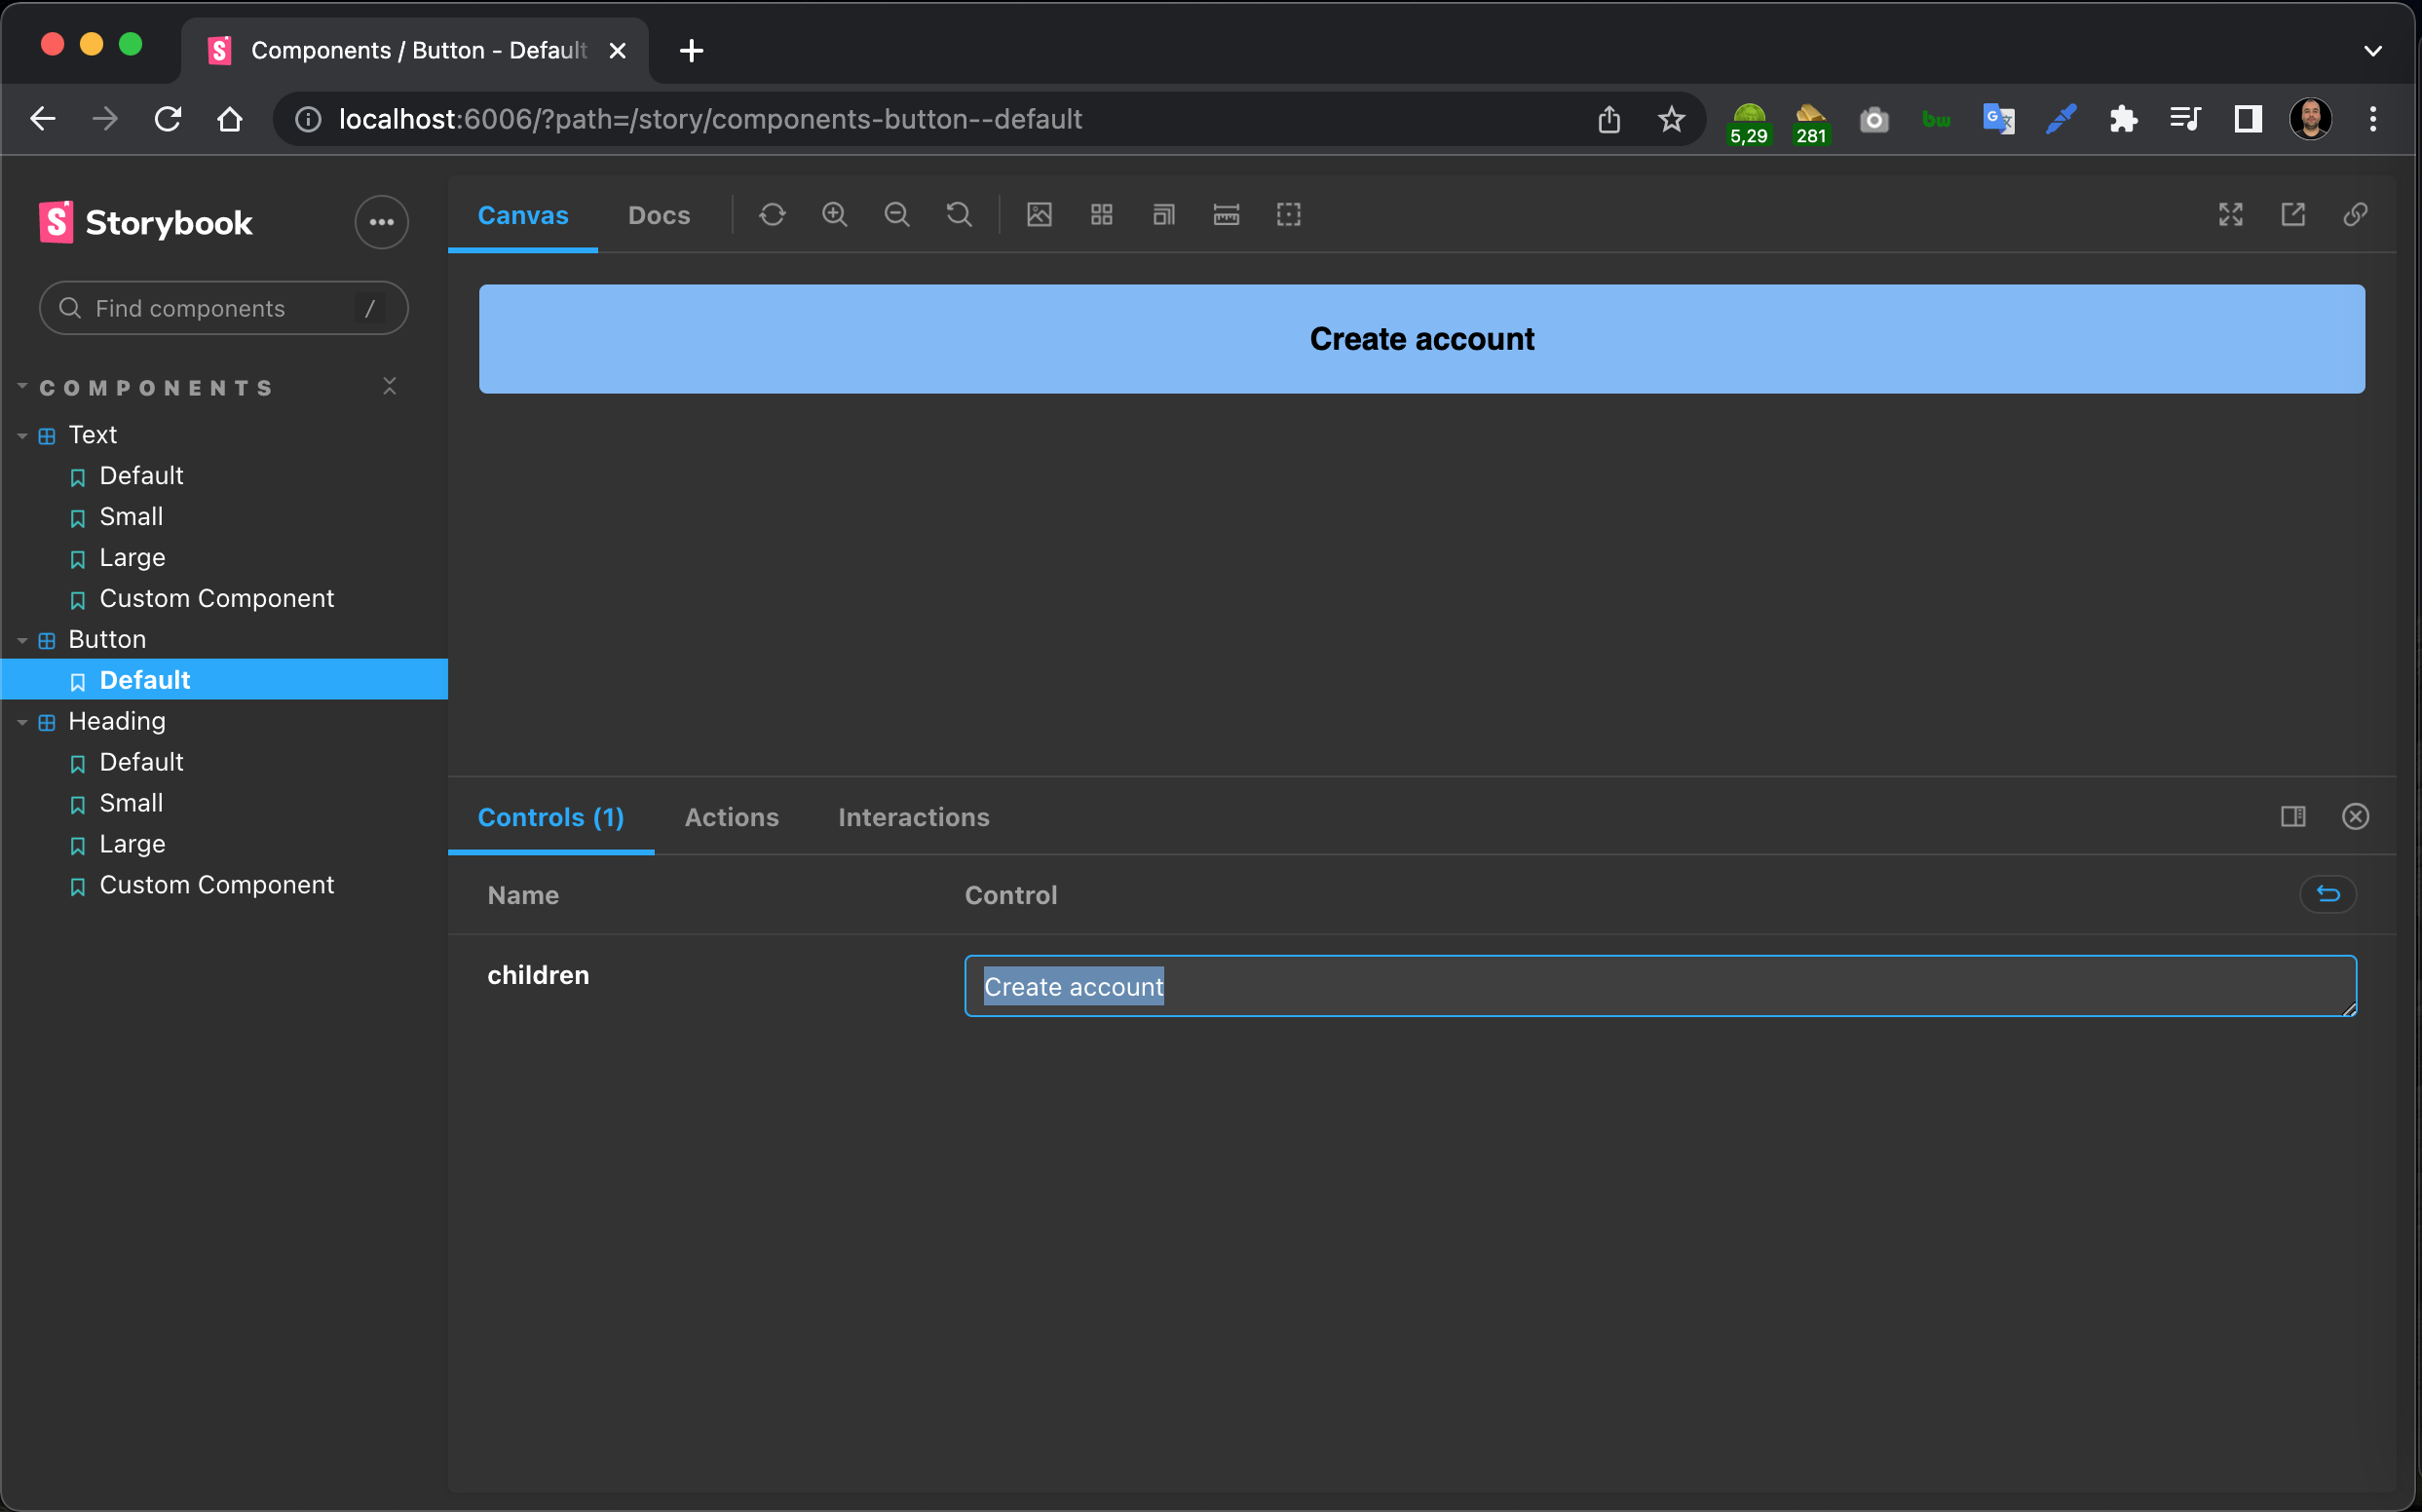 Components / Button - Default
localhost:6006/?path=/story/components-button--default
5,29
281
bw
Storybook
Canvas
Docs
Find components
/
Create account
COMPONENTS
Text
Default
Small
Large
Custom Component
Button
Default
Heading
Default
Small
Large
Custom Component
Controls (1)
Actions
Interactions
Name
Control
children
Create account